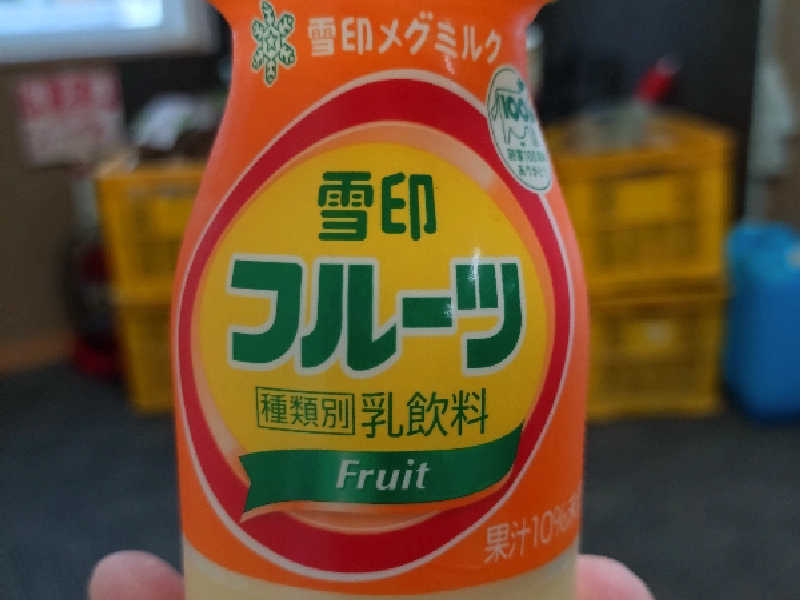 雪印メグミルク
100
雪印
フルーツ
種類別 乳飲料
Fruit
果汁10%